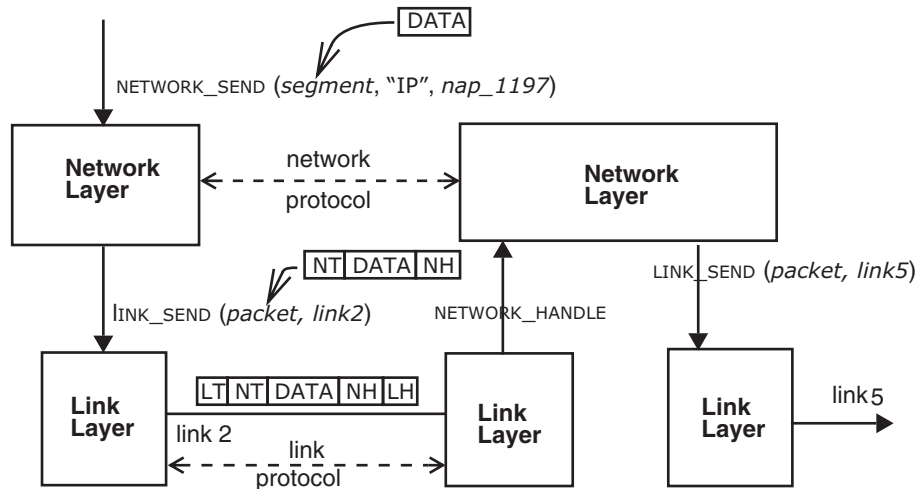 DATA
NETWORK_SEND (segment, “IP”, nap_1197)
Network
Layer
network
protocol
Network
Layer
NT DATA NH
lINK_SEND (packet, link2)
NETWORK_HANDLE
LINK_SEND (packet, link5)
LT NT DATA NH LH
Link
Layer
link 2
link
protocol
Link
Layer
Link
Layer
link 5